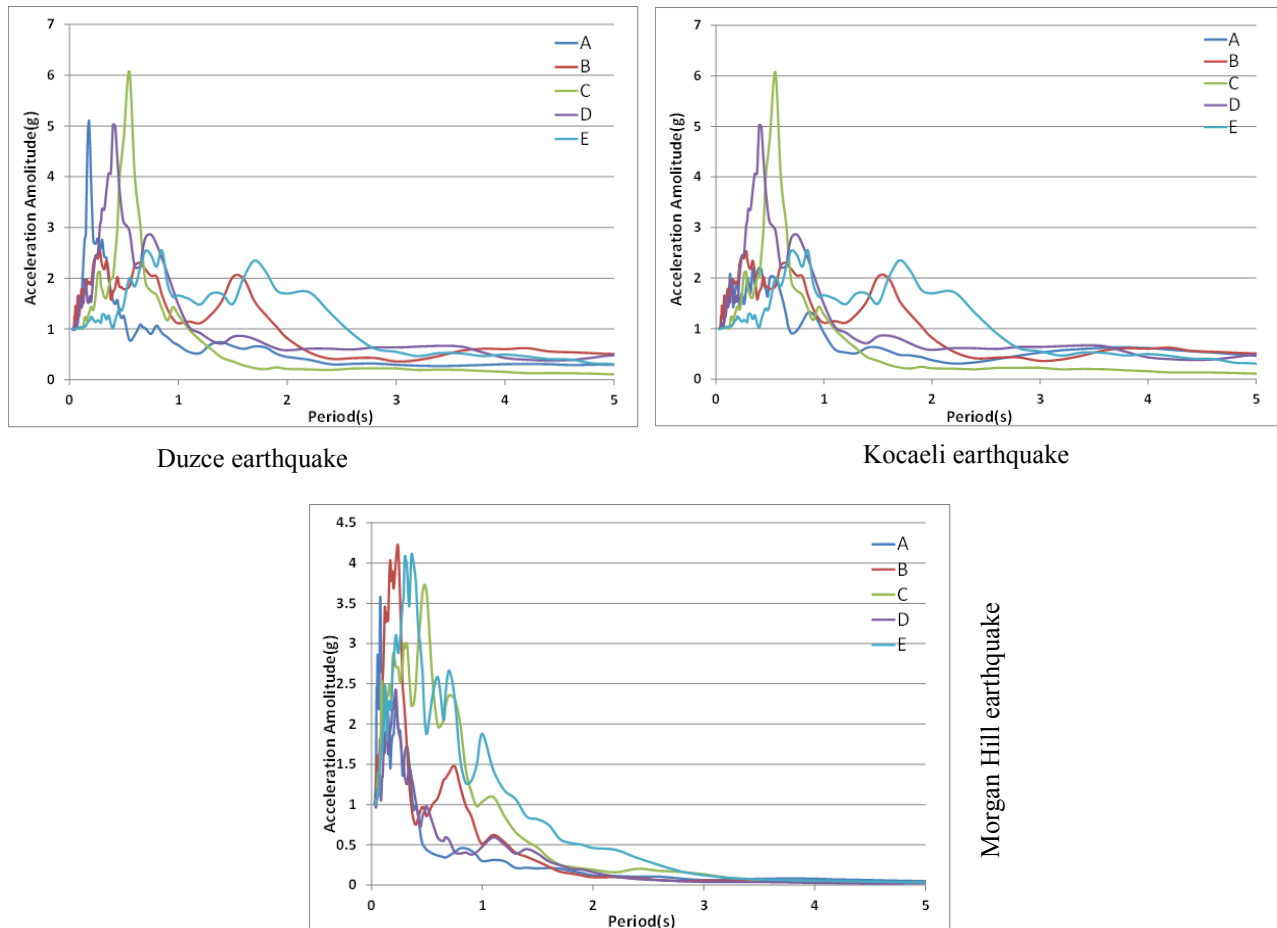 7
6
5
4
3
2
1
0
Acceleration Amolitude(g)
A
B
C
D
E
0 1 2 3 4 5
Period(s)
Duzce earthquake
7
6
5
4
3
2
1
0
Acceleration Amolitude(g)
A
B
C
D
E
0 1 2 3 4 5
Period(s)
Kocaeli earthquake
4.5
4
3.5
3
2.5
2
1.5
1
0.5
0
Acceleration Amoltude(g)
A
B
C
D
E
0 1 2 3 4 5
Period(s)
Morgan Hill earthquake